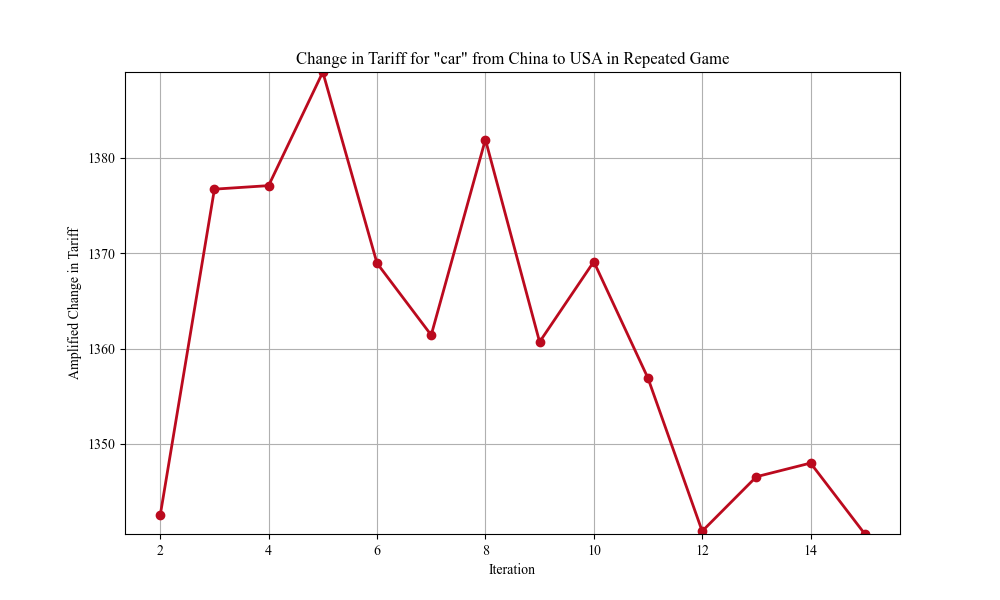 Change in Tariff for "car" from China to USA in Repeated Game
Amplified Change in Tariff
1380
1370
1360
1350
2 4 6 8 10 12 14
Iteration